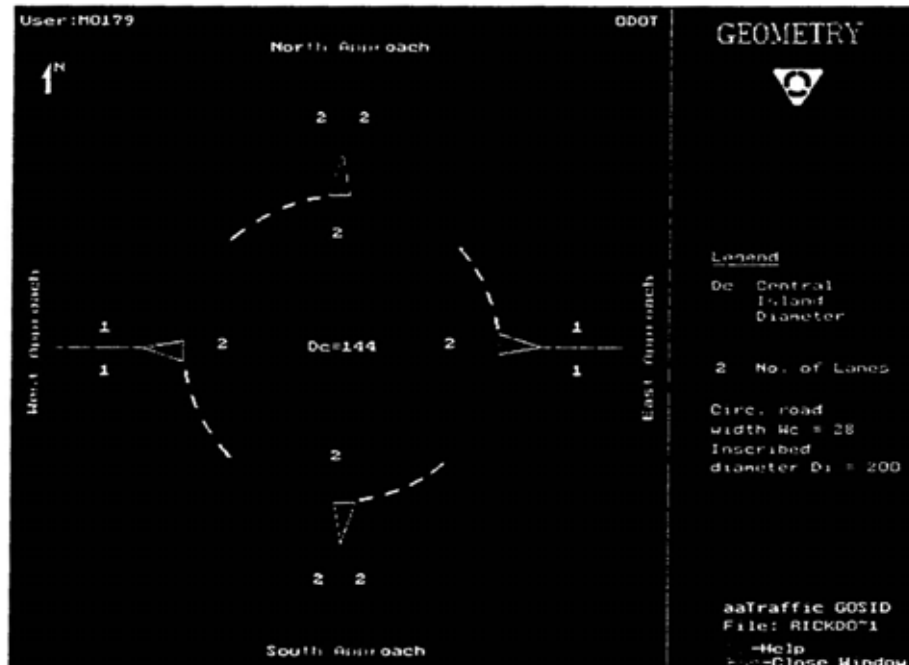 User:M0179
ODOT
GEOMETRY
North Approach
N
2 2
2
Legend
Dc Central
Island
Diameter
West Approach
1
1
2
Dc=144
2
1
1
East Approach
2 No. of Lanes
Circ. road
width Wc = 28
Inscribed
diameter Di = 200
2
2 2
South Approach
aaTraffic GOSID
File: RICKDO~1
-Help
-Close Window